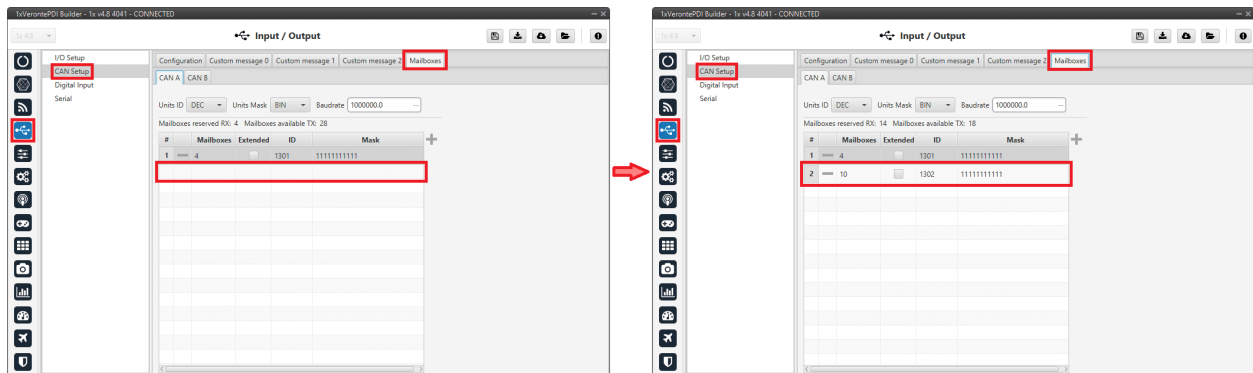 1xVerontePDI Builder - 1x v4.8 4041 - CONNECTED
1x 4.8
Input / Output
I/O Setup
CAN Setup
Digital Input
Serial
Configuration Custom message 0 Custom message 1 Custom message 2 Mailboxes
CAN A CAN B
Units ID DEC Units Mask BIN Baudrate 1000000.0 ...
Mailboxes reserved RX: 4 Mailboxes available TX: 28
# Mailboxes Extended ID Mask
1 4 1301 11111111111
1xVerontePDI Builder - 1x v4.8 4041 - CONNECTED
1x 4.8
Input / Output
I/O Setup
CAN Setup
Digital Input
Serial
Configuration Custom message 0 Custom message 1 Custom message 2 Mailboxes
CAN A CAN B
Units ID DEC Units Mask BIN Baudrate 1000000.0 ...
Mailboxes reserved RX: 14 Mailboxes available TX: 18
# Mailboxes Extended ID Mask
1 4 1301 11111111111
2 10 1302 11111111111